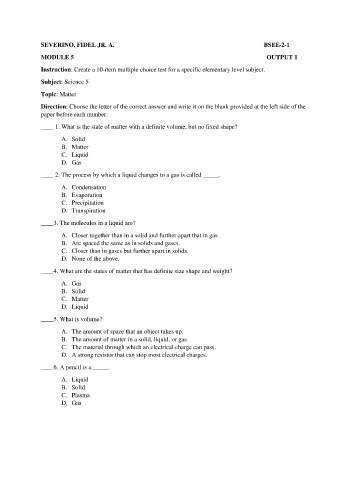 SEVERINO, FIDEL JR. A. BSEE-2-1
MODULE 5 OUTPUT 1
Instruction: Create a 10-item multiple choice test for a specific elementary level subject.
Subject: Science 5
Topic: Matter
Direction: Choose the letter of the correct answer and write it on the blank provided at the left side of the
paper before each number.
____ 1. What is the state of matter with a definite volume, but no fixed shape?
A. Solid
B. Matter
C. Liquid
D. Gas
____ 2. The process by which a liquid changes to a gas is called _____.
A. Condensation
B. Evaporation
C. Precipitation
D. Transpiration
____3. The molecules in a liquid are?
A. Closer together than in a solid and further apart that in gas.
B. Are spaced the same as in solids and gases.
C. Closer than in gases but further apart in solids.
D. None of the above.
____4. What are the states of matter that has definite size shape and weight?
A. Gas
B. Solid
C. Matter
D. Liquid
____5. What is volume?
A. The amount of space that an object takes up.
B. The amount of matter in a solid, liquid, or gas.
C. The material through which an electrical charge can pass.
D. A strong resistor that can stop most electrical charges.
____6. A pencil is a _____.
A. Liquid
B. Solid
C. Plasma
D. Gas